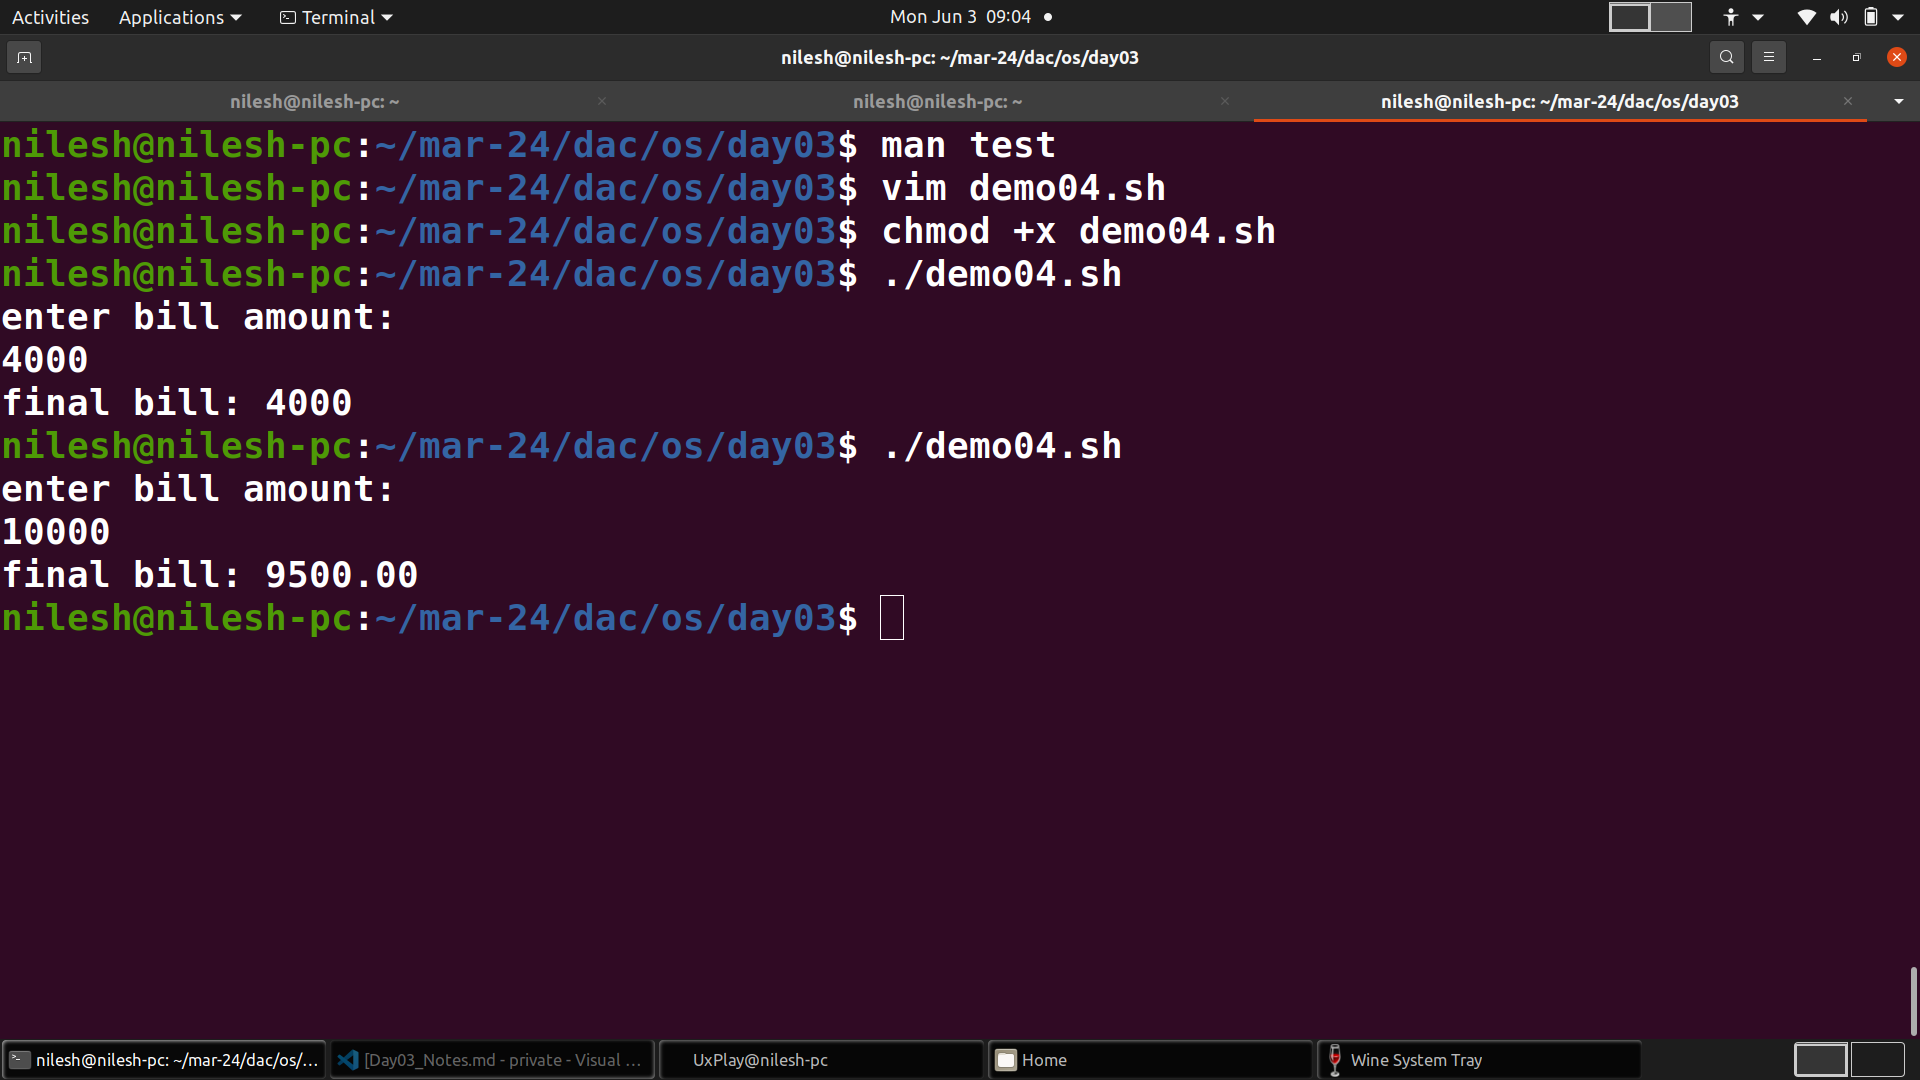 Activities Applications Terminal Mon Jun 3 09:04
nilesh@nilesh-pc: ~/mar-24/dac/os/day03
nilesh@nilesh-pc: ~ nilesh@nilesh-pc: ~ nilesh@nilesh-pc: ~/mar-24/dac/os/day03
nilesh@nilesh-pc:~/mar-24/dac/os/day03$ man test
nilesh@nilesh-pc:~/mar-24/dac/os/day03$ vim demo04.sh
nilesh@nilesh-pc:~/mar-24/dac/os/day03$ chmod +x demo04.sh
nilesh@nilesh-pc:~/mar-24/dac/os/day03$ ./demo04.sh
enter bill amount:
4000
final bill: 4000
nilesh@nilesh-pc:~/mar-24/dac/os/day03$ ./demo04.sh
enter bill amount:
10000
final bill: 9500.00
nilesh@nilesh-pc:~/mar-24/dac/os/day03$
nilesh@nilesh-pc: ~/mar-24/dac/os/... [Day03_Notes.md - private - Visual ... UxPlay@nilesh-pc Home Wine System Tray